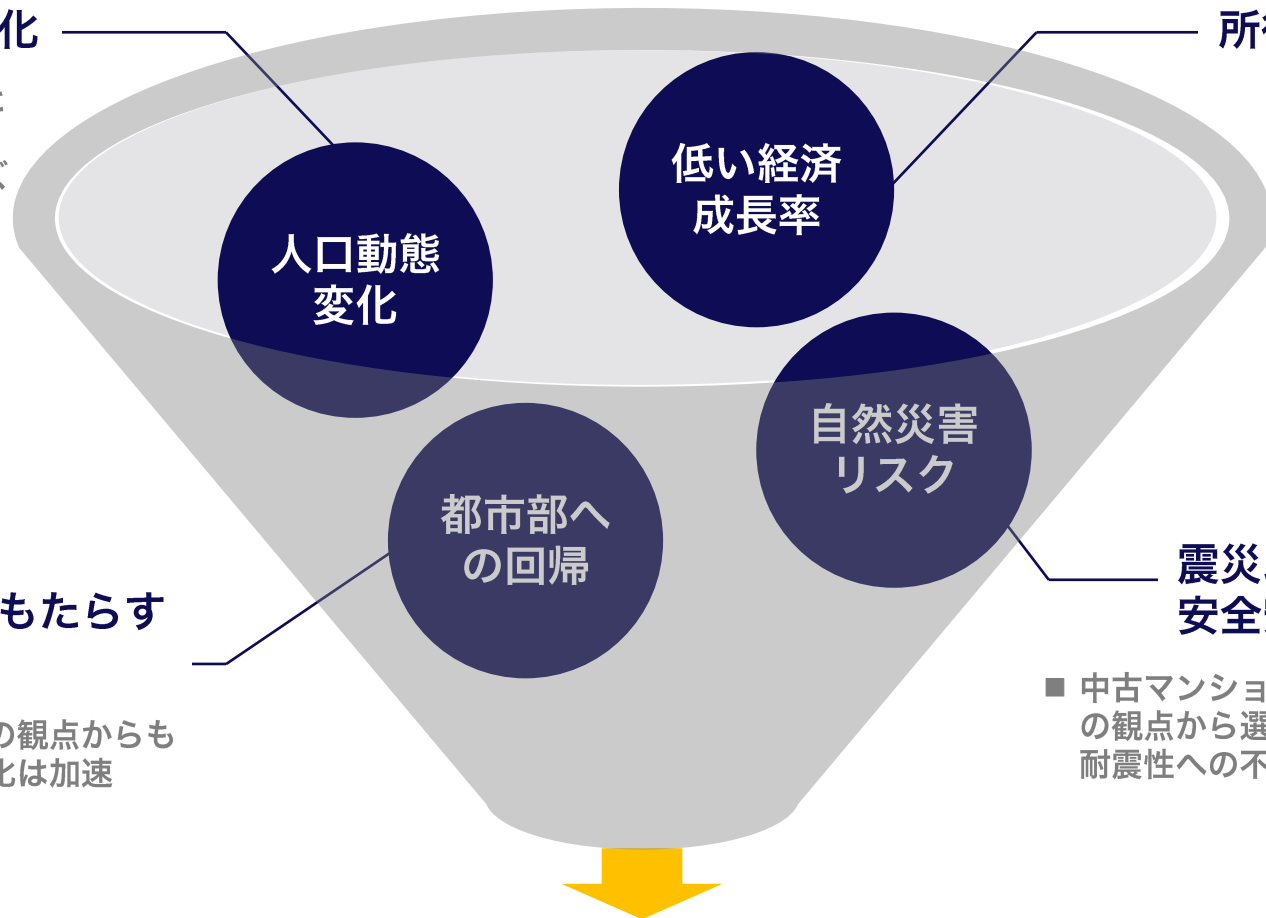 化
所
に
ズ
低い経済
成長率
人口動態
変化
自然災害
リスク
都市部へ
の回帰
もたらす
の観点からも
化は加速
震災、
安全
■ 中古マンショ
の観点から選
耐震性への不